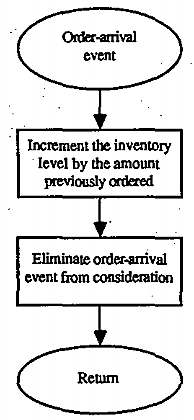 Order-arrival
event
Increment the inventory
level by the amount
previously ordered
Eliminate order-arrival
event from consideration
Return